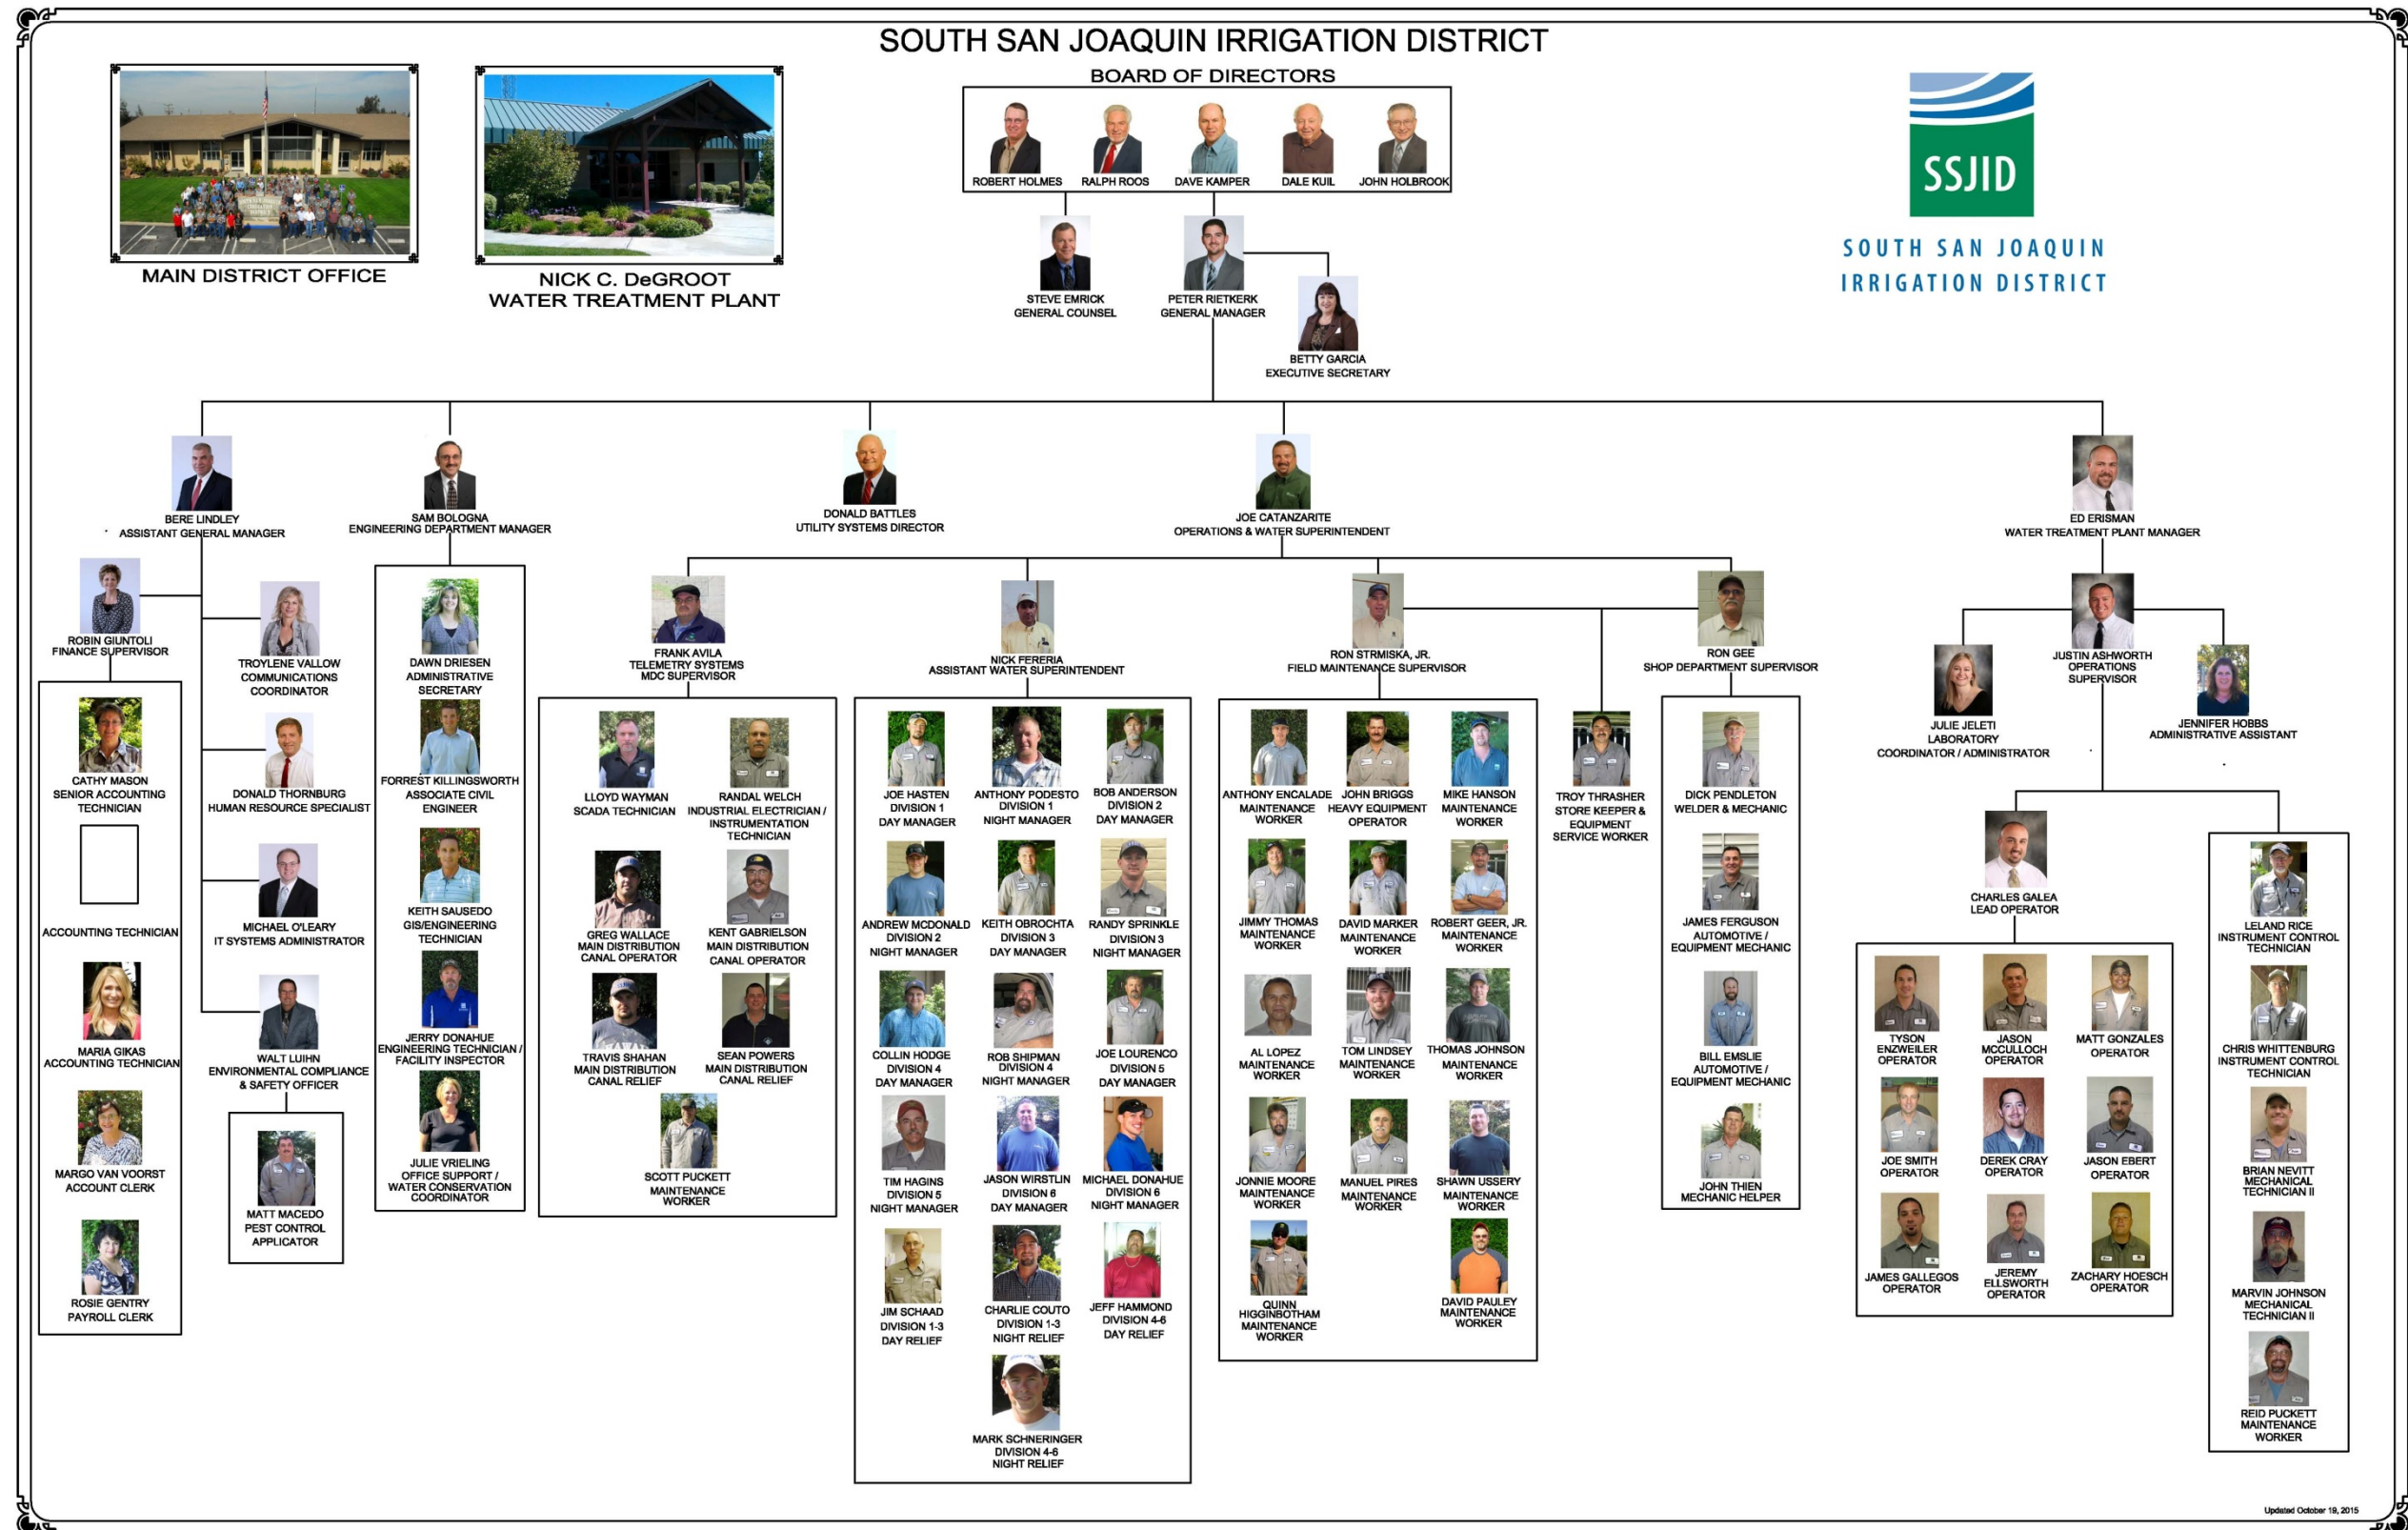 SOUTH SAN JOAQUIN IRRIGATION DISTRICT
BOARD OF DIRECTORS
ROBERT HOLMES
RALPH ROOS
DAVE KAMPER
DALE KUIL
JOHN HOLBROOK
SSJID
SOUTH SAN JOAQUIN
IRRIGATION DISTRICT
MAIN DISTRICT OFFICE
NICK C. DeGROOT
WATER TREATMENT PLANT
STEVE EMRICK
GENERAL COUNSEL
PETER RIETKERK
GENERAL MANAGER
BETTY GARCIA
EXECUTIVE SECRETARY
BERE LINDLEY
ASSISTANT GENERAL MANAGER
SAM BOLOGNA
ENGINEERING DEPARTMENT MANAGER
DONALD BATTLES
UTILITY SYSTEMS DIRECTOR
JOE CATANZARITE
OPERATIONS & WATER SUPERINTENDENT
ED ERISMAN
WATER TREATMENT PLANT MANAGER
ROBIN GIUNTOLI
FINANCE SUPERVISOR
CATHY MASON
SENIOR ACCOUNTING
TECHNICIAN
ACCOUNTING TECHNICIAN
MARIA GIKAS
ACCOUNTING TECHNICIAN
MARGO VAN VOORST
ACCOUNT CLERK
ROSIE GENTRY
PAYROLL CLERK
TROYLENE VALLOW
COMMUNICATIONS
COORDINATOR
DONALD THORNBURG
HUMAN RESOURCE SPECIALIST
MICHAEL O'LEARY
IT SYSTEMS ADMINISTRATOR
WALT LUIHN
ENVIRONMENTAL COMPLIANCE
& SAFETY OFFICER
MATT MACEDO
PEST CONTROL
APPLICATOR
DAWN DRIESEN
ADMINISTRATIVE
SECRETARY
FORREST KILLINGSWORTH
ASSOCIATE CIVIL
ENGINEER
KEITH SAUSEDO
GIS/ENGINEERING
TECHNICIAN
JERRY DONAHUE
ENGINEERING TECHNICIAN /
FACILITY INSPECTOR
JULIE VRIELING
OFFICE SUPPORT /
WATER CONSERVATION
COORDINATOR
FRANK AVILA
TELEMETRY SYSTEMS
MDC SUPERVISOR
LLOYD WAYMAN
SCADA TECHNICIAN
RANDAL WELCH
INDUSTRIAL ELECTRICIAN /
INSTRUMENTATION
TECHNICIAN
GREG WALLACE
MAIN DISTRIBUTION
CANAL OPERATOR
KENT GABRIELSON
MAIN DISTRIBUTION
CANAL OPERATOR
TRAVIS SHAHAN
MAIN DISTRIBUTION
CANAL RELIEF
SEAN POWERS
MAIN DISTRIBUTION
CANAL RELIEF
SCOTT PUCKETT
MAINTENANCE
WORKER
NICK FERERIA
ASSISTANT WATER SUPERINTENDENT
JOE HASTEN
DIVISION 1
DAY MANAGER
ANTHONY PODESTO
DIVISION 1
NIGHT MANAGER
BOB ANDERSON
DIVISION 2
DAY MANAGER
ANDREW MCDONALD
DIVISION 2
NIGHT MANAGER
KEITH OBROCHTA
DIVISION 3
DAY MANAGER
RANDY SPRINKLE
DIVISION 3
NIGHT MANAGER
COLLIN HODGE
DIVISION 4
DAY MANAGER
ROB SHIPMAN
DIVISION 4
NIGHT MANAGER
JOE LOURENCO
DIVISION 5
DAY MANAGER
TIM HAGINS
DIVISION 5
NIGHT MANAGER
JASON WIRSTLIN
DIVISION 6
DAY MANAGER
MICHAEL DONAHUE
DIVISION 6
NIGHT MANAGER
JIM SCHAAD
DIVISION 1-3
DAY RELIEF
CHARLIE COUTO
DIVISION 1-3
NIGHT RELIEF
JEFF HAMMOND
DIVISION 4-6
DAY RELIEF
MARK SCHNERINGER
DIVISION 4-6
NIGHT RELIEF
RON STRMISKA, JR.
FIELD MAINTENANCE SUPERVISOR
ANTHONY ENCALADE
MAINTENANCE
WORKER
JOHN BRIGGS
HEAVY EQUIPMENT
OPERATOR
MIKE HANSON
MAINTENANCE
WORKER
JIMMY THOMAS
MAINTENANCE
WORKER
DAVID MARKER
MAINTENANCE
WORKER
ROBERT GEER, JR.
MAINTENANCE
WORKER
AL LOPEZ
MAINTENANCE
WORKER
TOM LINDSEY
MAINTENANCE
WORKER
THOMAS JOHNSON
MAINTENANCE
WORKER
JONNIE MOORE
MAINTENANCE
WORKER
MANUEL PIRES
MAINTENANCE
WORKER
SHAWN USSERY
MAINTENANCE
WORKER
QUINN
HIGGINBOTHAM
MAINTENANCE
WORKER
DAVID PAULEY
MAINTENANCE
WORKER
TROY THRASHER
STORE KEEPER &
EQUIPMENT
SERVICE WORKER
RON GEE
SHOP DEPARTMENT SUPERVISOR
DICK PENDLETON
WELDER & MECHANIC
JAMES FERGUSON
AUTOMOTIVE /
EQUIPMENT MECHANIC
BILL EMSLIE
AUTOMOTIVE /
EQUIPMENT MECHANIC
JOHN THIEN
MECHANIC HELPER
JUSTIN ASHWORTH
OPERATIONS
SUPERVISOR
JULIE JELETI
LABORATORY
COORDINATOR / ADMINISTRATOR
JENNIFER HOBBS
ADMINISTRATIVE ASSISTANT
CHARLES GALEA
LEAD OPERATOR
TYSON
ENZWEILER
OPERATOR
JASON
MCCULLOCH
OPERATOR
MATT GONZALES
OPERATOR
JOE SMITH
OPERATOR
DEREK CRAY
OPERATOR
JASON EBERT
OPERATOR
JAMES GALLEGOS
OPERATOR
JEREMY
ELLSWORTH
OPERATOR
ZACHARY HOESCH
OPERATOR
LELAND RICE
INSTRUMENT CONTROL
TECHNICIAN
CHRIS WHITTENBURG
INSTRUMENT CONTROL
TECHNICIAN
BRIAN NEVITT
MECHANICAL
TECHNICIAN II
MARVIN JOHNSON
MECHANICAL
TECHNICIAN II
REID PUCKETT
MAINTENANCE
WORKER
Updated October 19, 2015